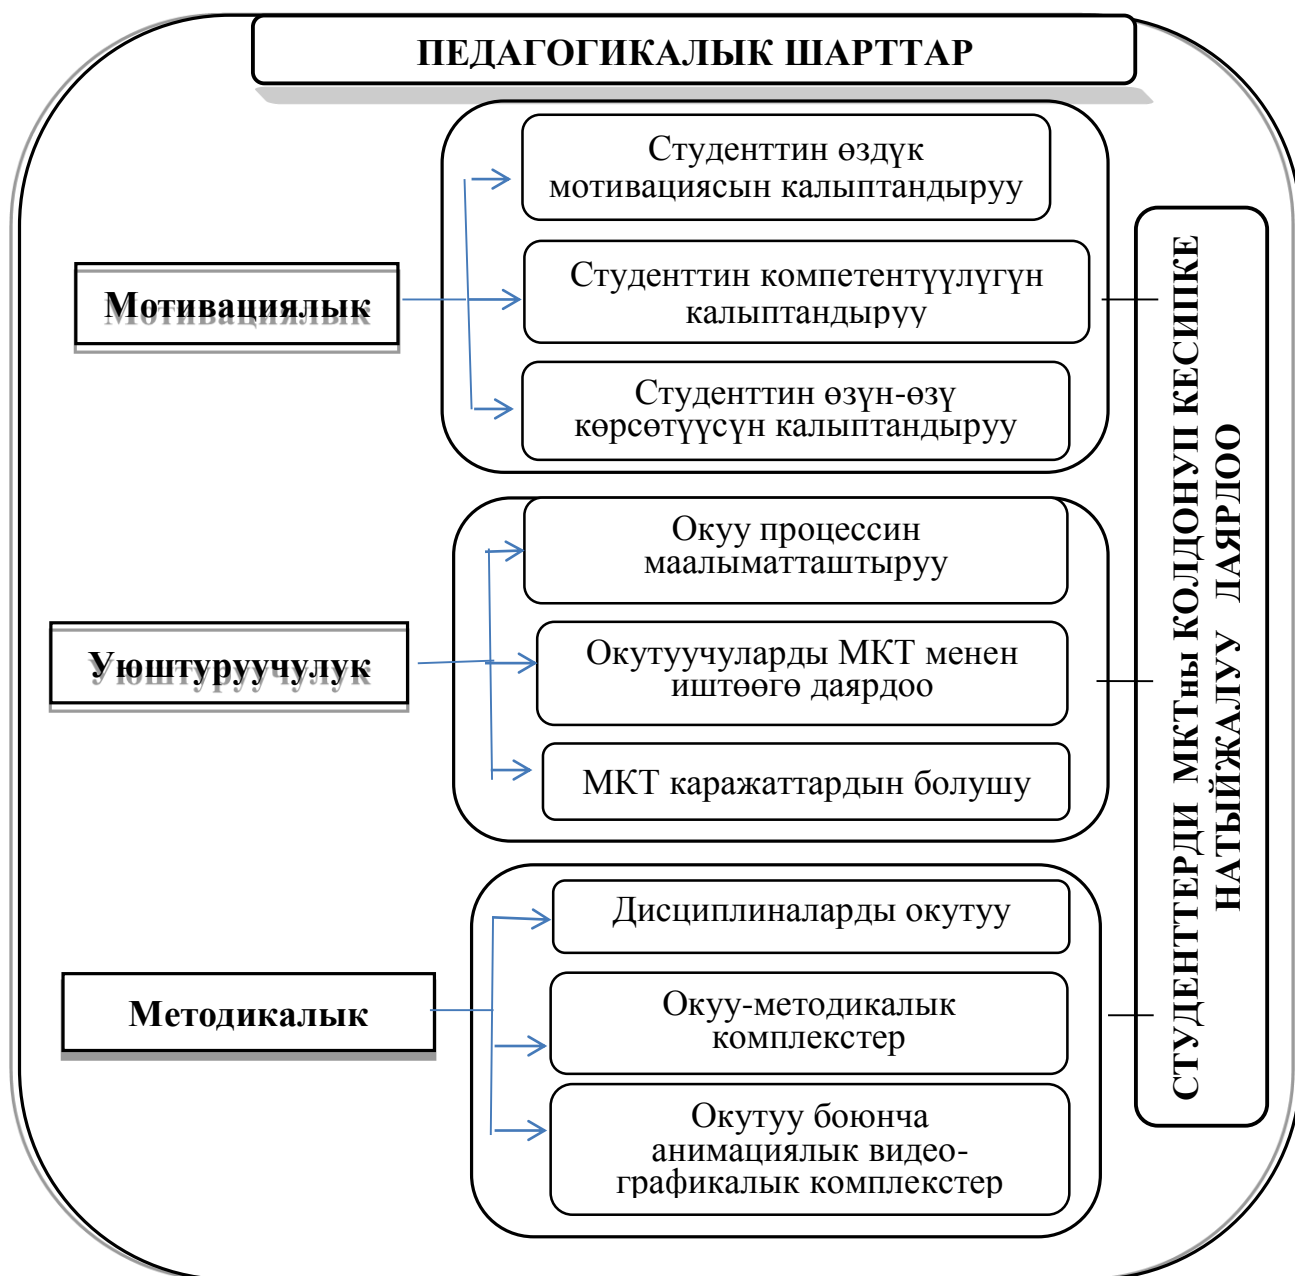 ПЕДАГОГИКАЛЫК ШАРТТАР
Мотивациялык
Студенттин өздүк
мотивациясын калыптандыруу
Студенттин компетентүүлүгүн
калыптандыруу
Студенттин өзүн-өзү
көрсөтүүсүн калыптандыруу
Уюштуруучулук
Окуу процессин
маалыматташтыруу
Окутуучуларды МКТ менен
иштөөгө даярдоо
МКТ каражаттардын болушу
Методикалык
Дисциплиналарды окутуу
Окуу-методикалык
комплекстер
Окутуу боюнча
анимациялык видео-
графикалык комплекстер
СТУДЕНТТЕРДИ МКТны КОЛДОНУП КЕСИПКЕ
НАТЫЙЖАЛУУ ДАЯРДОО